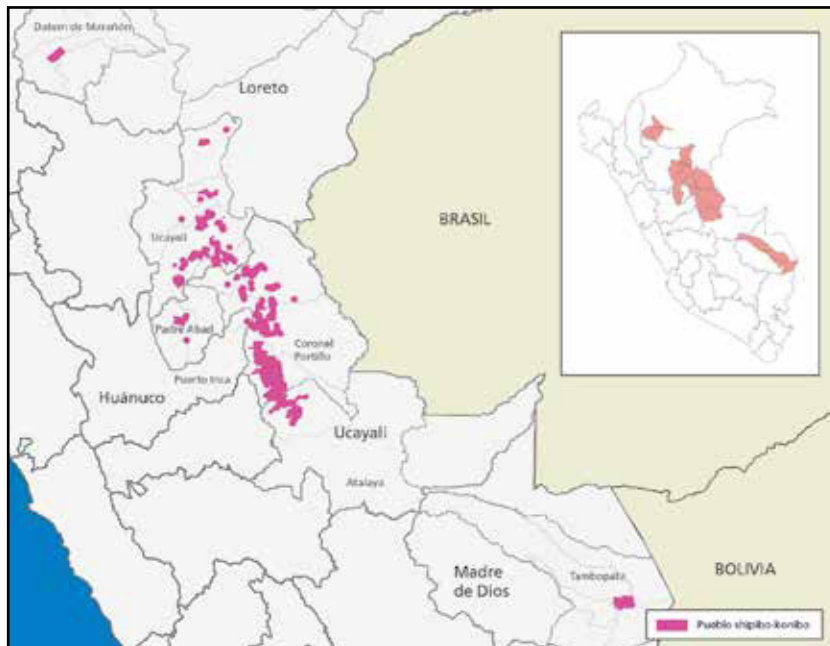 Datem de Marañón
Loreto
BRASIL
Ucayali
Padre Abad
Coronel
Portillo
Puerto Inca
Huánuco
Ucayali
Atalaya
Madre
de Dios
Tambopata
BOLIVIA
Pueblo shipibo-konibo